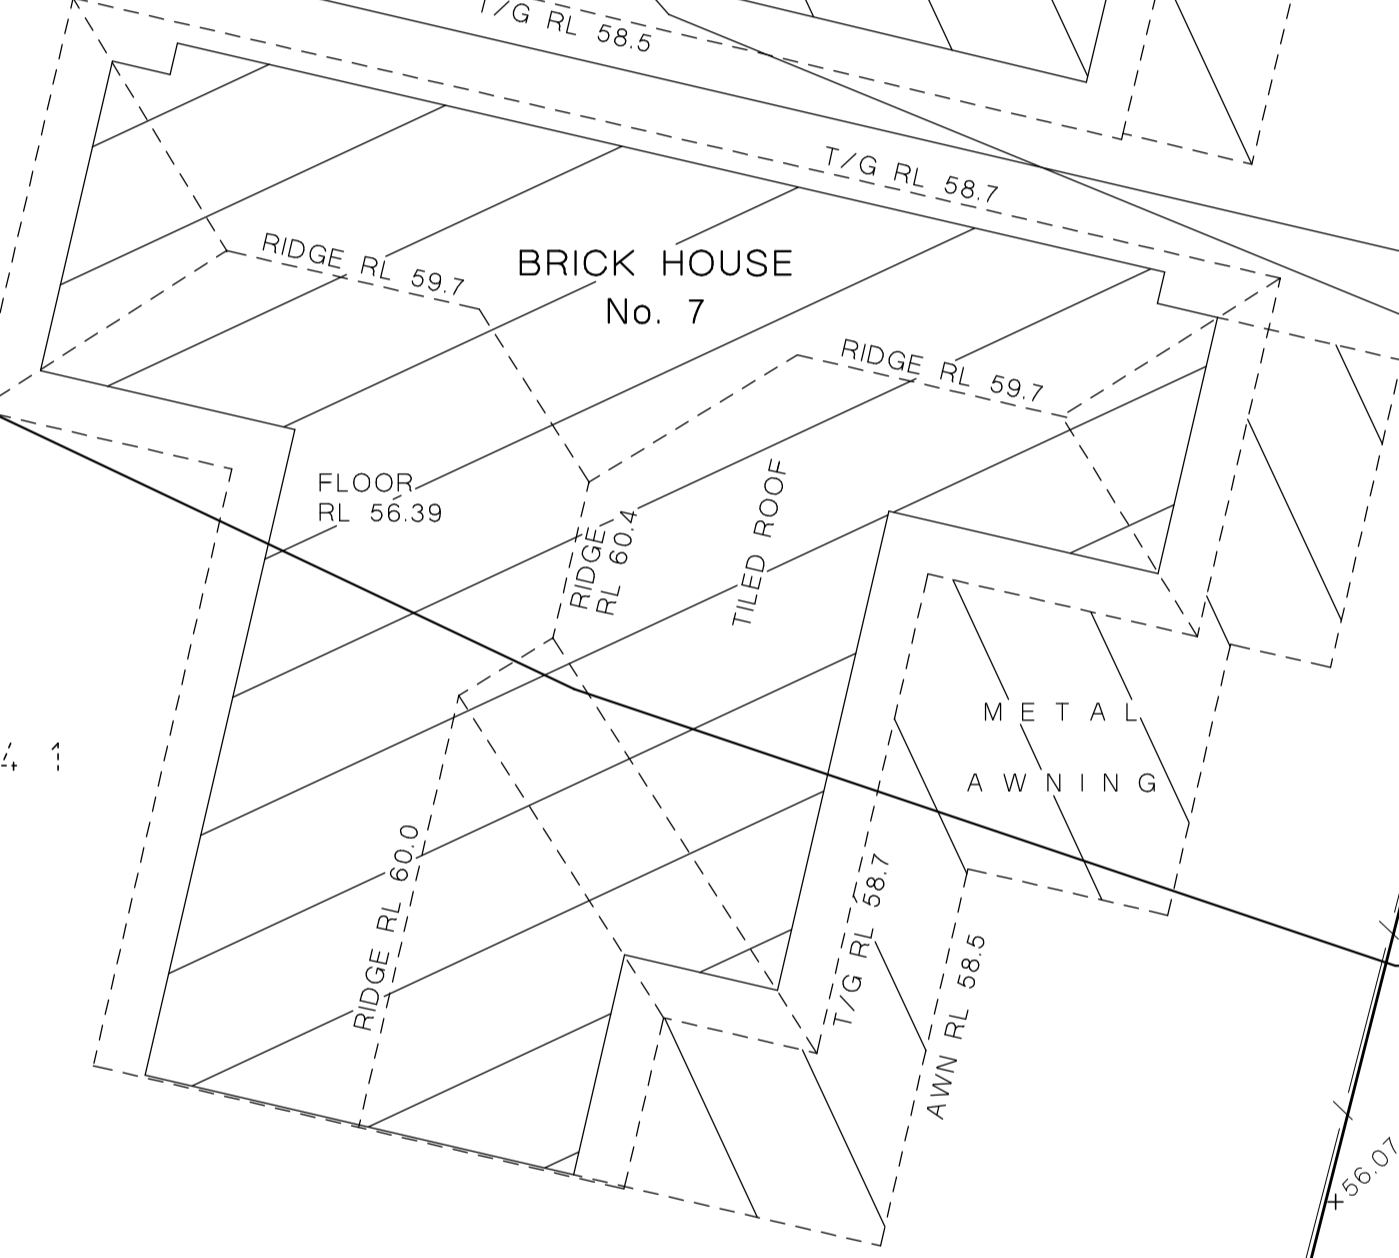 T/G RL 58.5
T/G RL 58.7
RIDGE RL 59.7
BRICK HOUSE
No. 7
RIDGE RL 59.7
FLOOR
RL 56.39
RIDGE
RL 60.4
TILED ROOF
METAL
AWNING
41
RIDGE RL 60.0
T/G RL 58.7
AWN RL 58.5
56.07